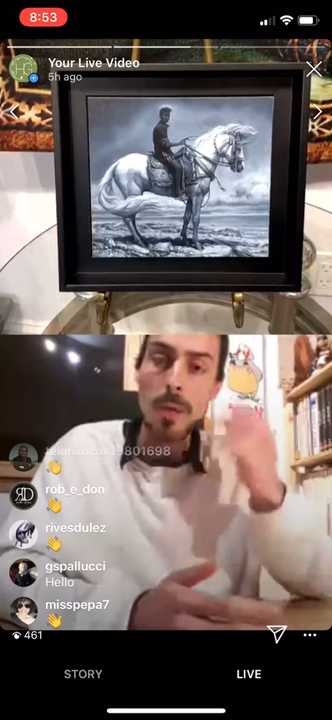 8:53
Your Live Video
5h ago
rob_e_don
👋
rivesdulez
👋
gspallucci
Hello
misspepa7
👋
461
STORY
LIVE